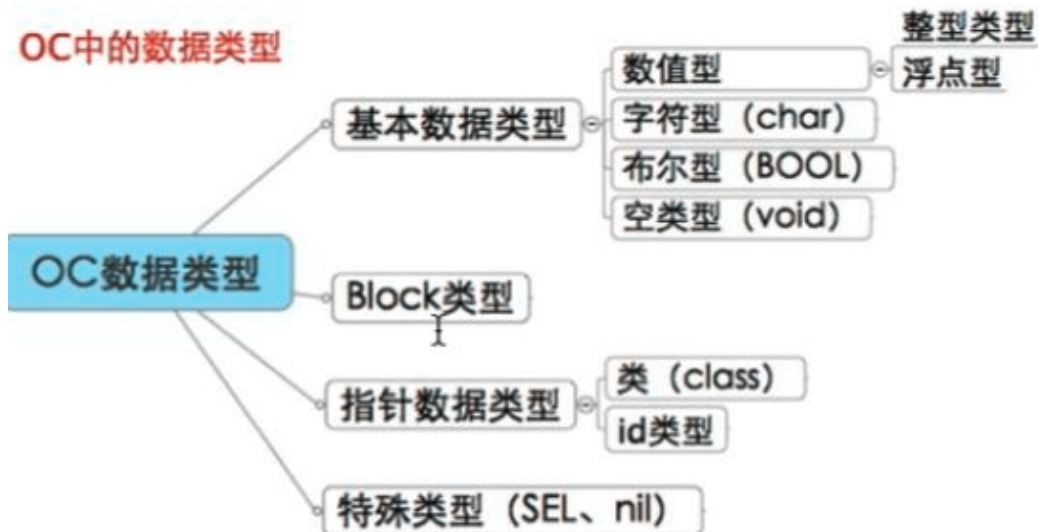 OC中的数据类型
OC数据类型
基本数据类型
数值型
整型类型
浮点型
字符型（char）
布尔型（BOOL）
空类型（void）
Block类型
指针数据类型
类（class）
id类型
特殊类型（SEL、nil）